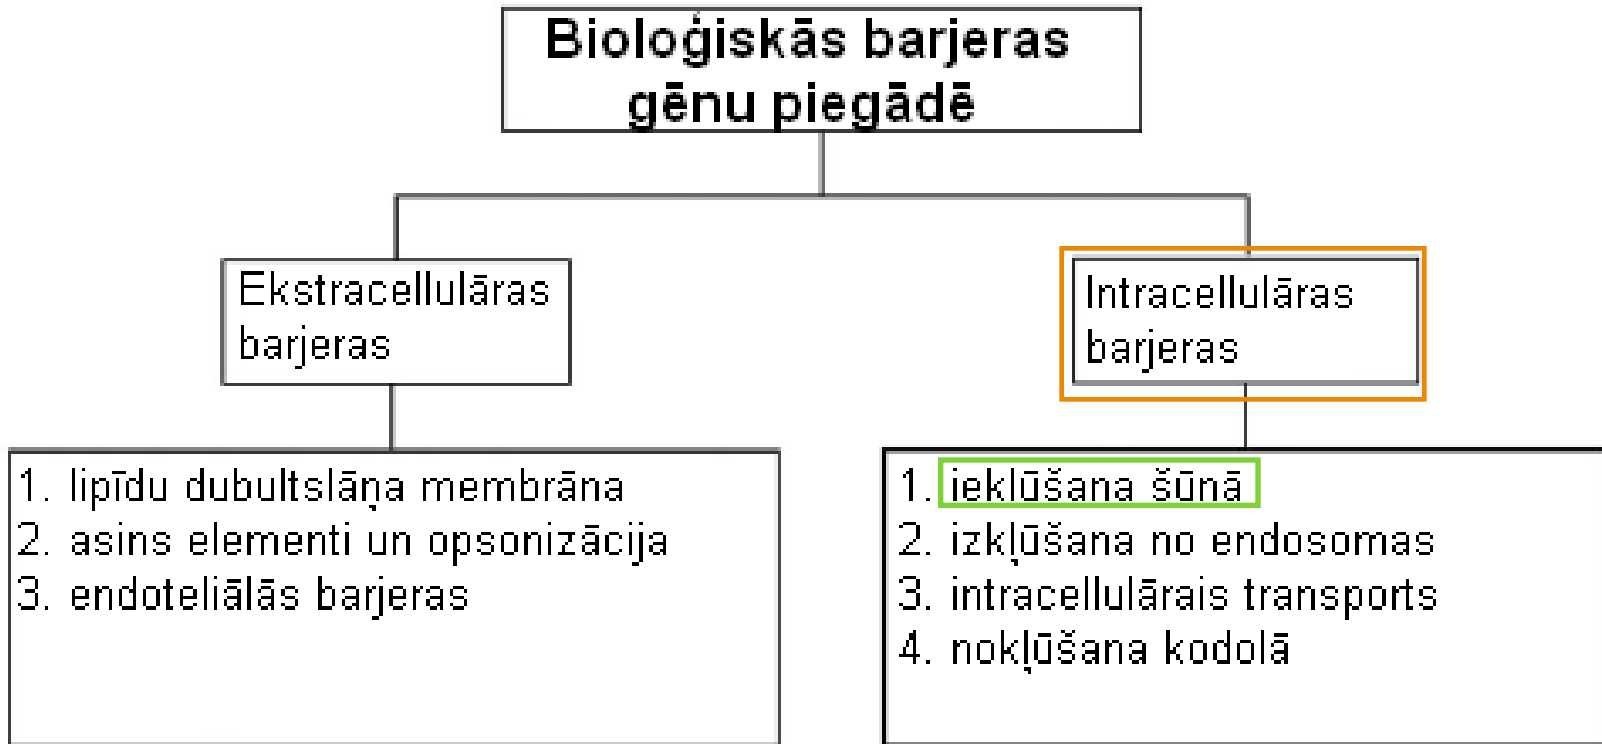 Bioloģiskās barjeras
gēnu piegādē
Ekstracellulāras
barjeras
Intracellulāras
barjeras
1. lipīdu dubultslāņa membrāna
2. asins elementi un opsonizācija
3. endoteliālās barjeras
1. iekļūšana šūnā
2. izkļūšana no endosomas
3. intracellulārais transports
4. nokļūšana kodolā